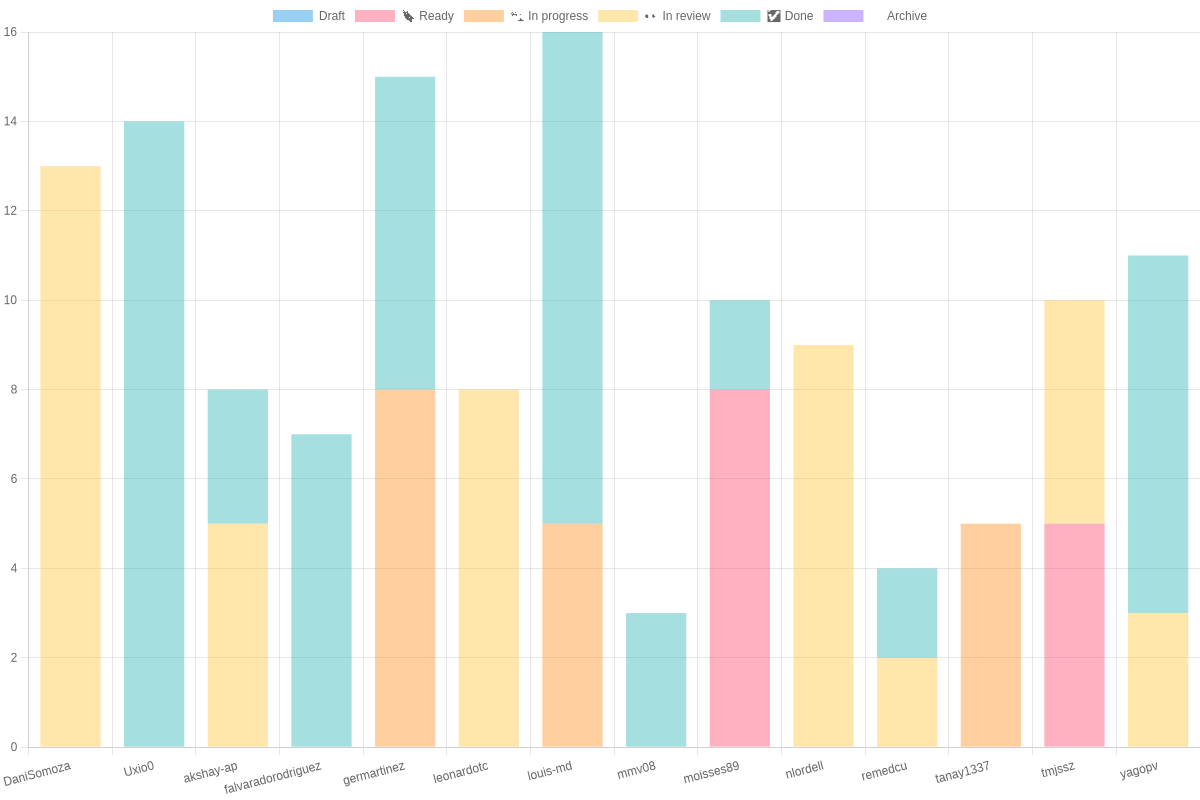 Draft 🔖 Ready 🏗 In progress 👀 In review ✅ Done Archive
16
14
12
10
8
6
4
2
0
DaniSomoza
Uxio0
akshay-ap
falvaradorodriguez
germartinez
leonardotc
louis-md
mmv08
moisses89
nlordell
remedcu
tanay1337
tmjssz
yagopv